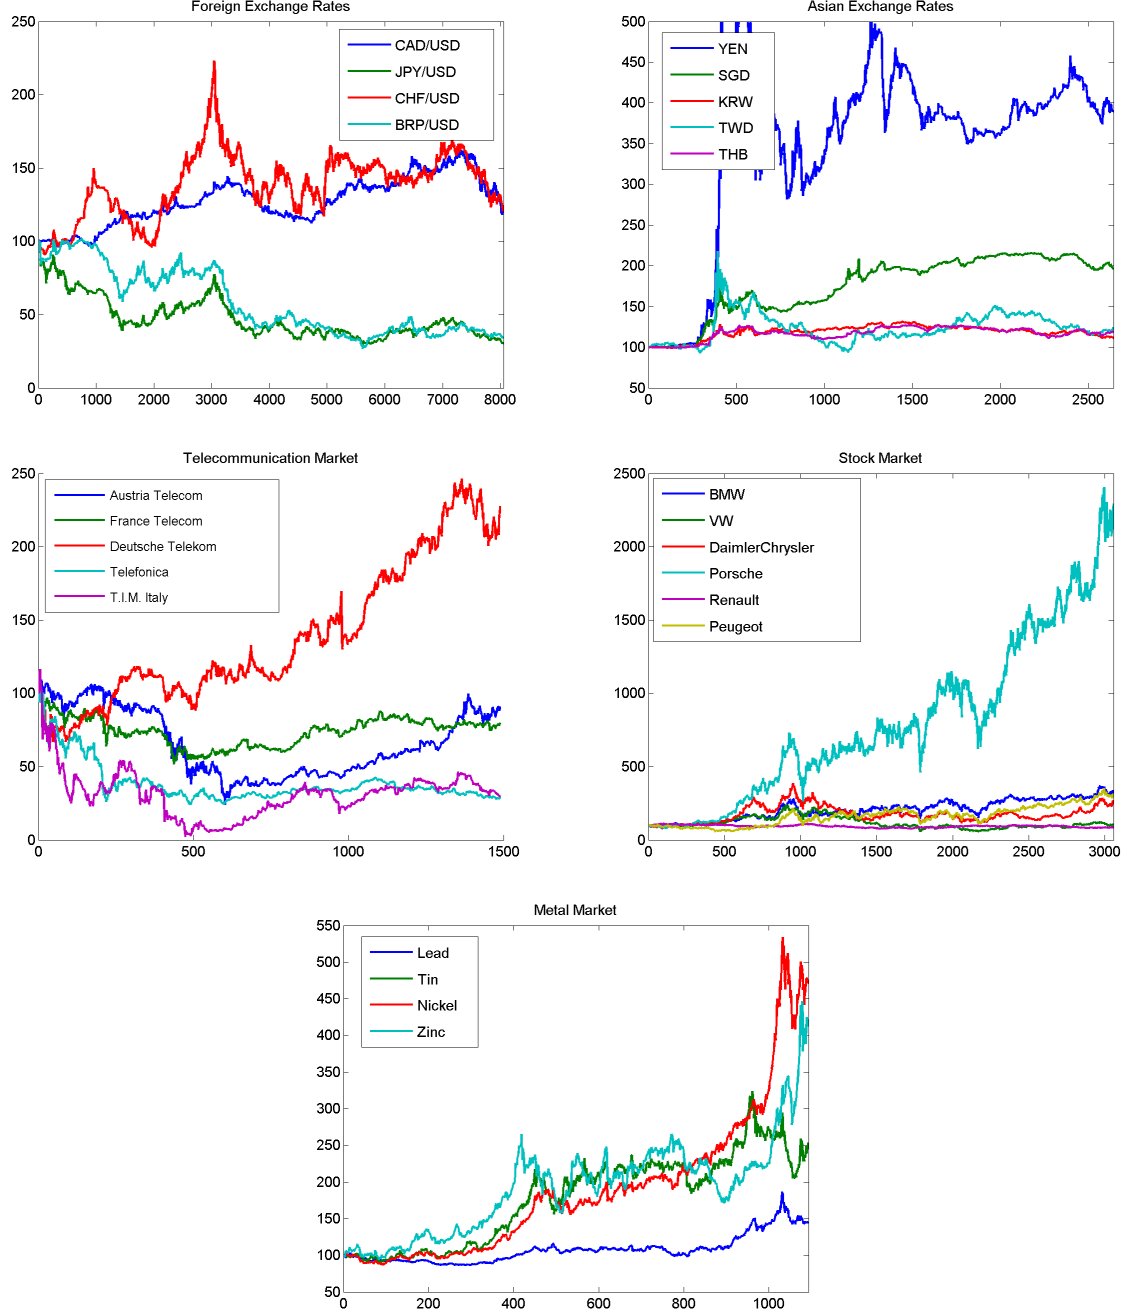 Foreign Exchange Rates
250
200
150
100
50
0
CAD/USD
JPY/USD
CHF/USD
BRP/USD
0 1000 2000 3000 4000 5000 6000 7000 8000
Asian Exchange Rates
500
450
400
350
300
250
200
150
100
50
YEN
SGD
KRW
TWD
THB
0 500 1000 1500 2000 2500
Telecommunication Market
250
200
150
100
50
0
Austria Telecom
France Telecom
Deutsche Telekom
Telefonica
T.I.M. Italy
0 500 1000 1500
Stock Market
2500
2000
1500
1000
500
0
BMW
VW
DaimlerChrysler
Porsche
Renault
Peugeot
0 500 1000 1500 2000 2500 3000
Metal Market
550
500
450
400
350
300
250
200
150
100
50
Lead
Tin
Nickel
Zinc
0 200 400 600 800 1000